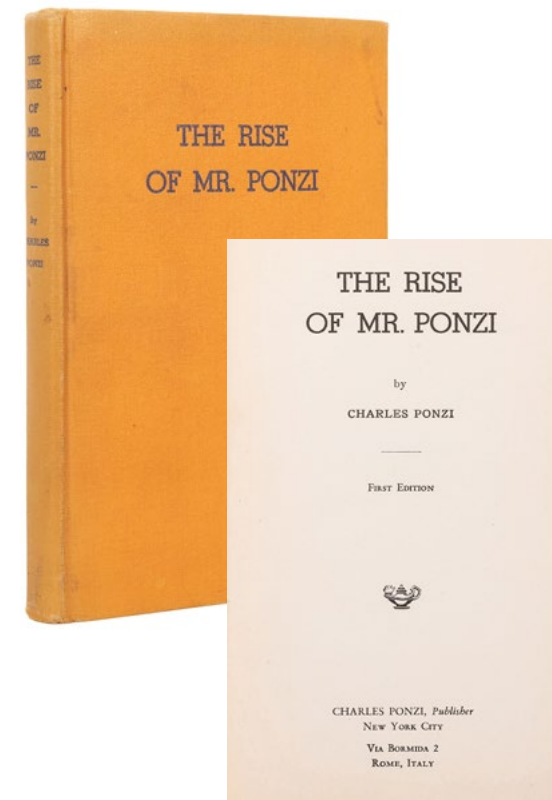 THE
RISE
OF
MR.
PONZI
by
CHARLES
PONZI
THE RISE
OF MR. PONZI
THE RISE
OF MR. PONZI
by
CHARLES PONZI
First Edition
CHARLES PONZI, Publisher
New York City
Via Bormida 2
Rome, Italy